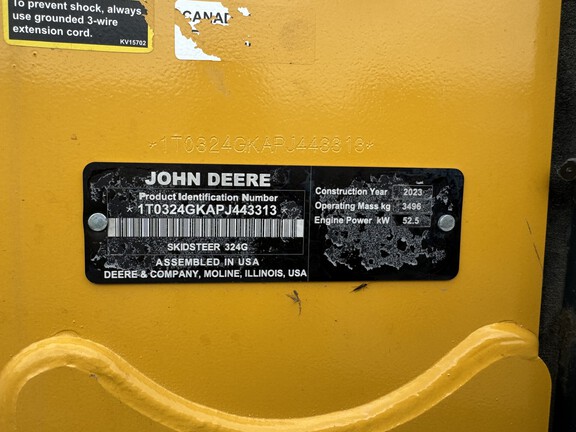 To prevent shock, always
use grounded 3-wire
extension cord.
KV15702
CANAD
*1T0324GKAPJ443313*
JOHN DEERE
Product Identification Number
*1T0324GKAPJ443313
SKIDSTEER 324G
ASSEMBLED IN USA
DEERE & COMPANY, MOLINE, ILLINOIS, USA
Construction Year 2023
Operating Mass kg 3496
Engine Power kW 52.5